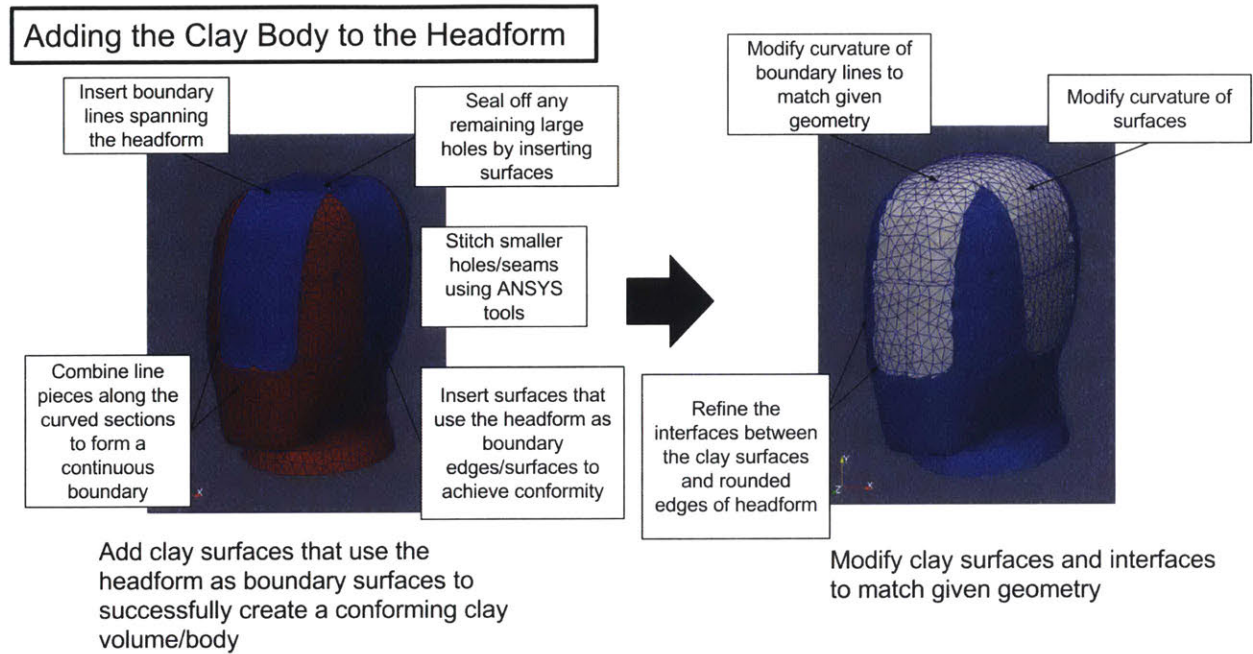 Adding the Clay Body to the Headform
Insert boundary
lines spanning
the headform
Seal off any
remaining large
holes by inserting
surfaces
Stitch smaller
holes/seams
using ANSYS
tools
Combine line
pieces along the
curved sections
to form a
continuous
boundary
Insert surfaces that
use the headform as
boundary
edges/surfaces to
achieve conformity
X
Add clay surfaces that use the
headform as boundary surfaces to
successfully create a conforming clay
volume/body
Modify curvature of
boundary lines to
match given
geometry
Modify curvature of
surfaces
Refine the
interfaces between
the clay surfaces
and rounded
edges of headform
Y
Z X
Modify clay surfaces and interfaces
to match given geometry